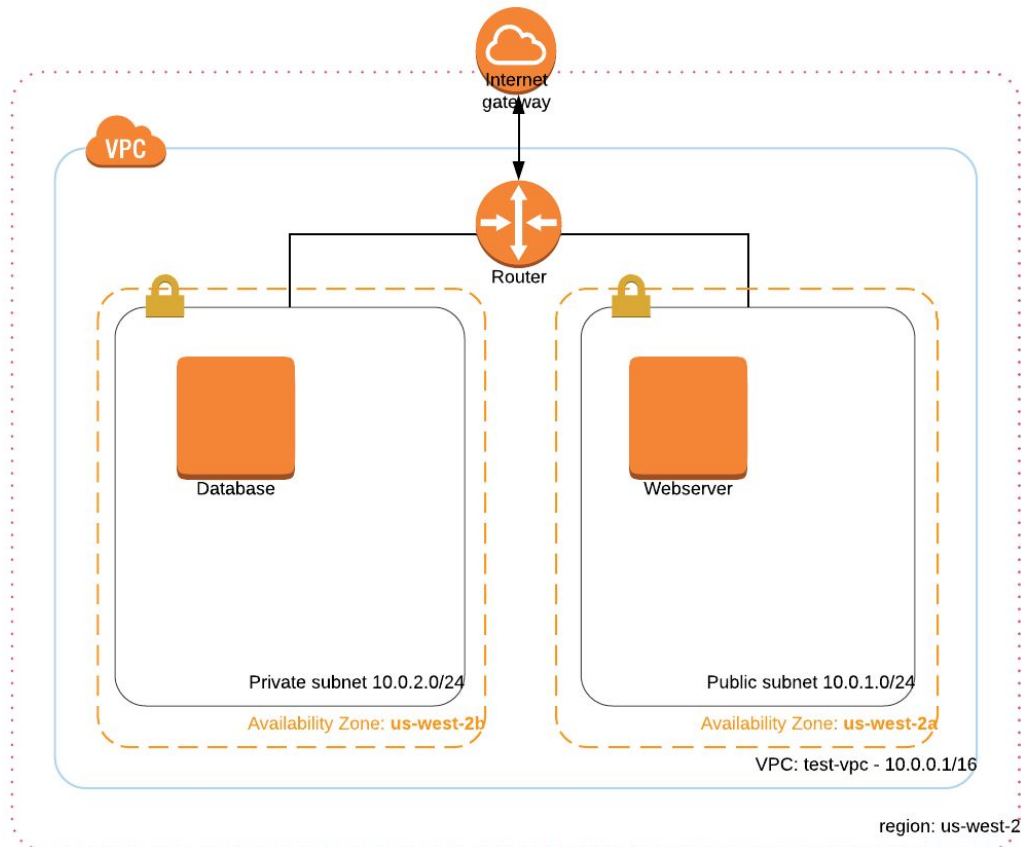 Internet
gateway
VPC
Router
Database
Webserver
Private subnet 10.0.2.0/24
Public subnet 10.0.1.0/24
Availability Zone: us-west-2b
Availability Zone: us-west-2a
VPC: test-vpc - 10.0.0.1/16
region: us-west-2